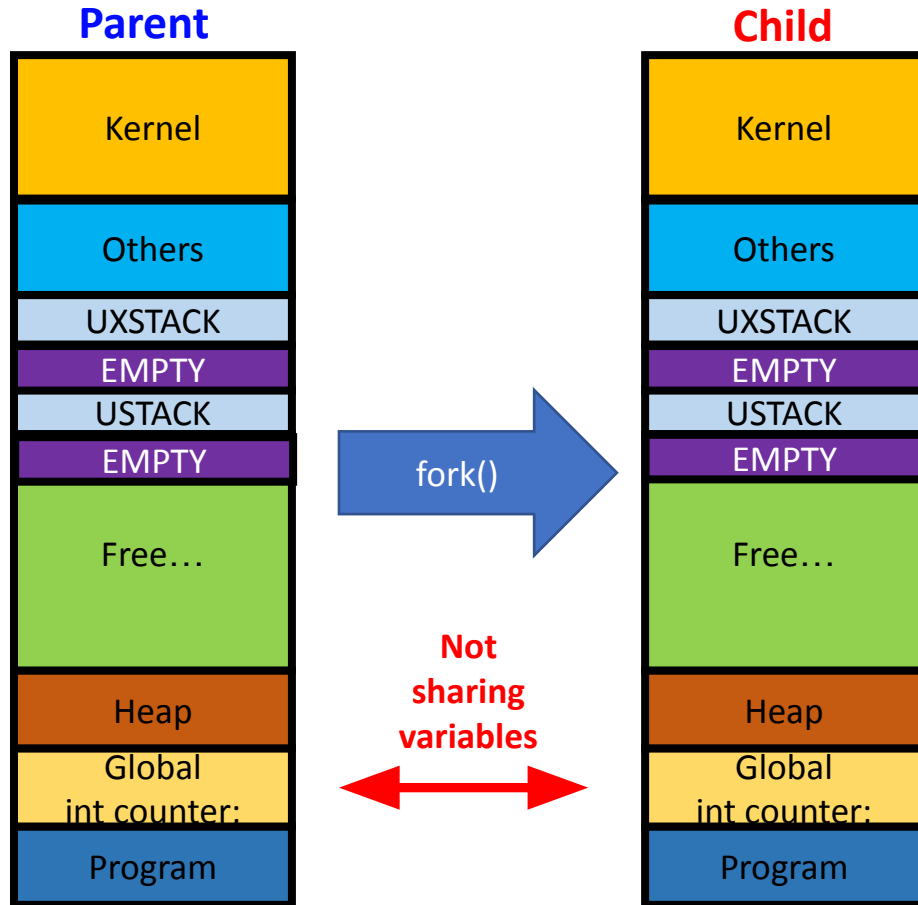 Parent
Child
Kernel
Kernel
Others
Others
UXSTACK
UXSTACK
EMPTY
EMPTY
USTACK
USTACK
EMPTY
EMPTY
fork()
Free…
Free…
Not
sharing
variables
Heap
Heap
Global
int counter;
Global
int counter;
Program
Program